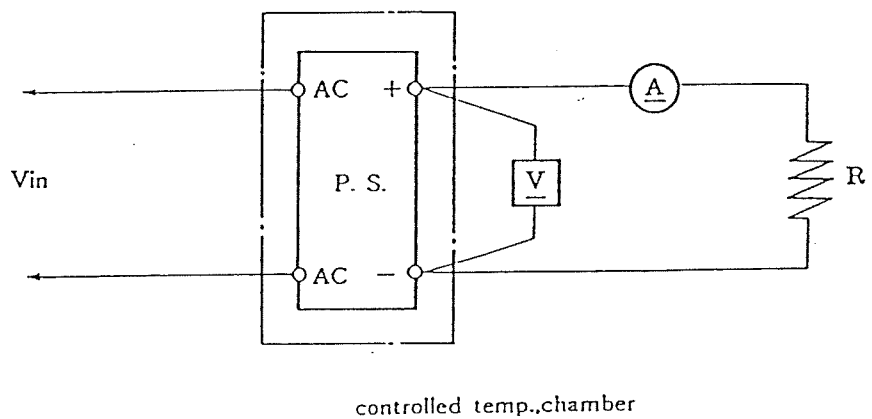 AC + A
Vin P. S. V R
AC −
controlled temp.,chamber